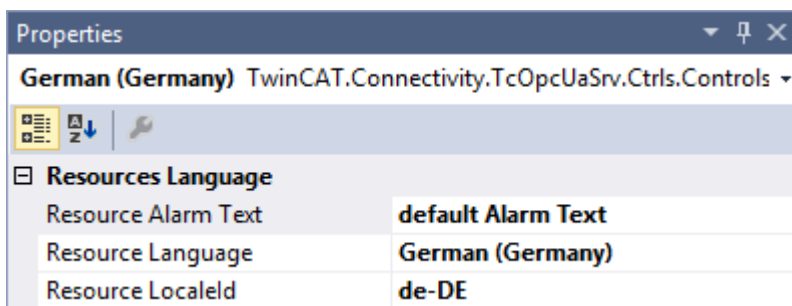 Properties
German (Germany) TwinCAT.Connectivity.TcOpcUaSrv.Ctrls.Controls
Resources Language
Resource Alarm Text default Alarm Text
Resource Language German (Germany)
Resource LocaleId de-DE